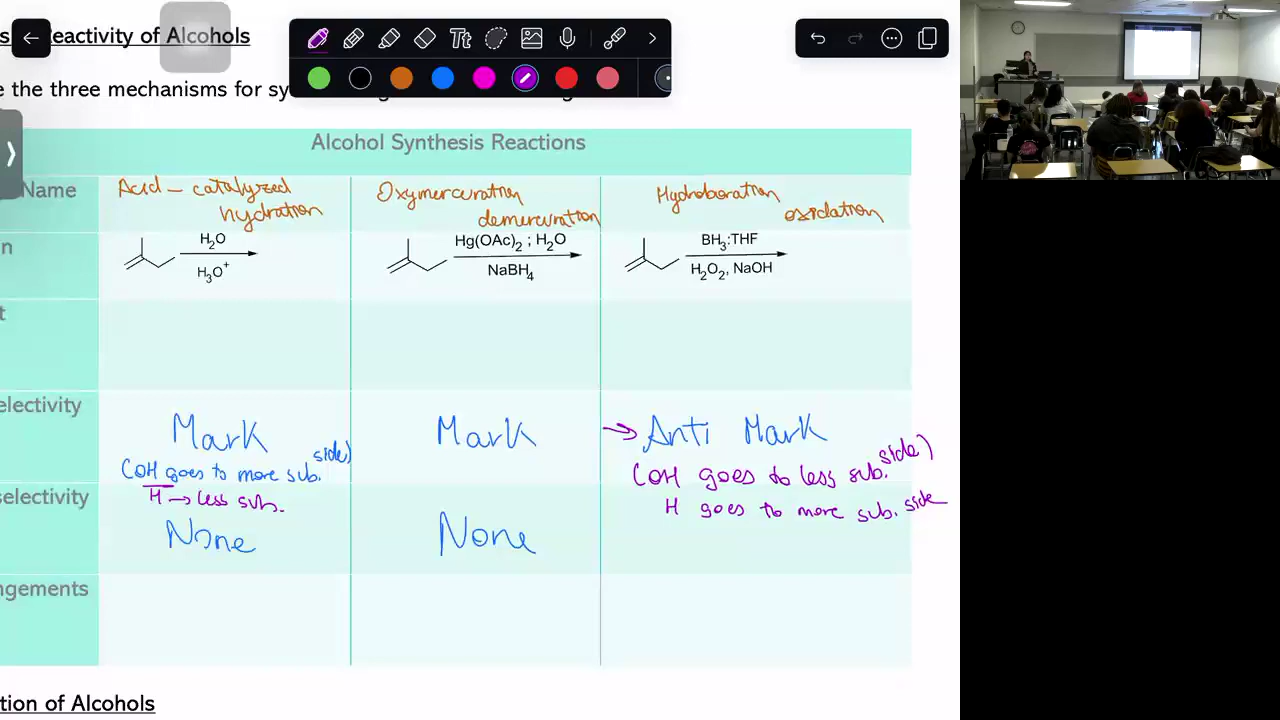 s Reactivity of Alcohols
Tt
e the three mechanisms for sy
Alcohol Synthesis Reactions
Name
Acid - catalyzed
hydration
Oxymercuration
demercuration
Hydroboration
oxidation
n
H2O
H3O+
Hg(OAc)2 ; H2O
NaBH4
BH3:THF
H2O2, NaOH
t
electivity
Mark
(OH goes to more sub. side)
H → less sub.
Mark
→ Anti Mark
(OH goes to less sub. side)
H goes to more sub. side
selectivity
None
None
ngements
tion of Alcohols